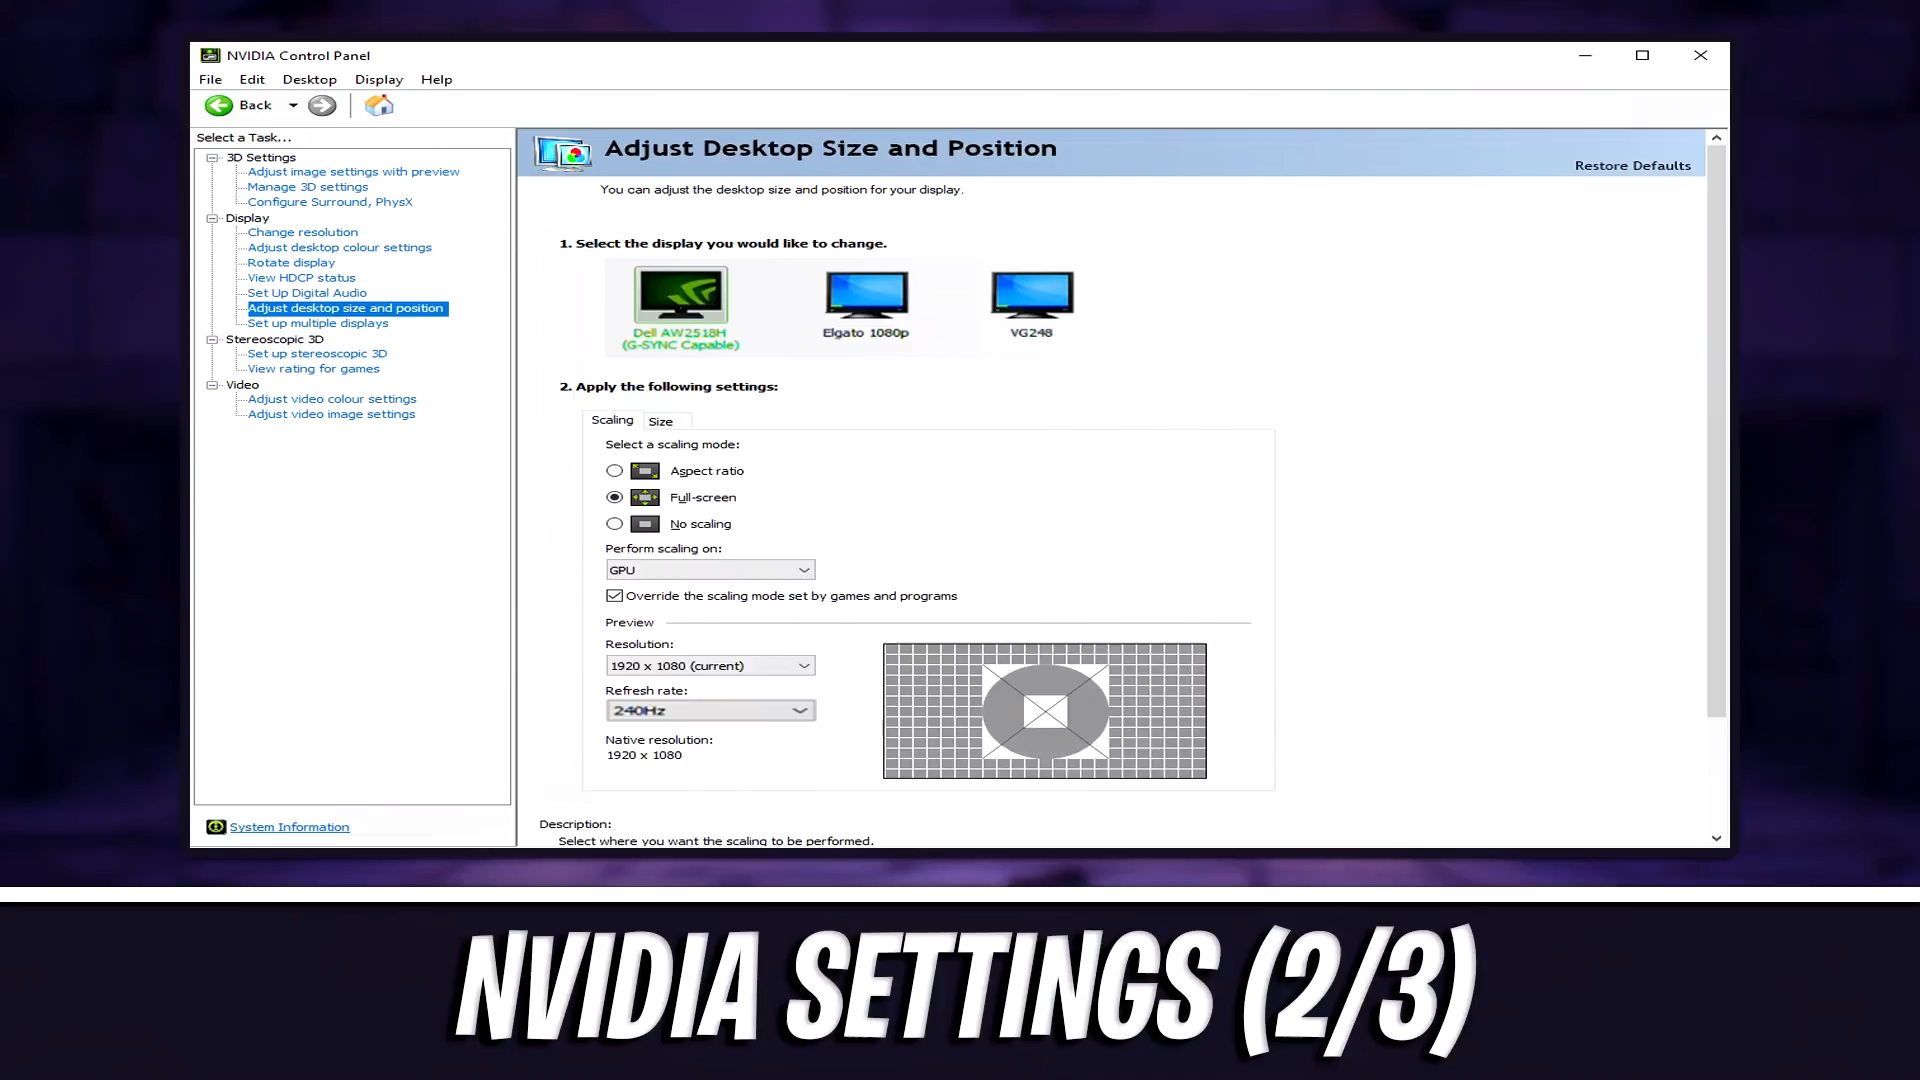 NVIDIA Control Panel
File Edit Desktop Display Help
Back
Select a Task...
3D Settings
Adjust image settings with preview
Manage 3D settings
Configure Surround, PhysX
Display
Change resolution
Adjust desktop colour settings
Rotate display
View HDCP status
Set Up Digital Audio
Adjust desktop size and position
Set up multiple displays
Stereoscopic 3D
Set up stereoscopic 3D
View rating for games
Video
Adjust video colour settings
Adjust video image settings
System Information
Adjust Desktop Size and Position
Restore Defaults
You can adjust the desktop size and position for your display.
1. Select the display you would like to change.
Dell AW2518H
(G-SYNC Capable)
Elgato 1080p
VG248
2. Apply the following settings:
Scaling Size
Select a scaling mode:
Aspect ratio
Full-screen
No scaling
Perform scaling on:
GPU
Override the scaling mode set by games and programs
Preview
Resolution:
1920 x 1080 (current)
Refresh rate:
240Hz
Native resolution:
1920 x 1080
Description:
Select where you want the scaling to be performed.
NVIDIA SETTINGS (2/3)